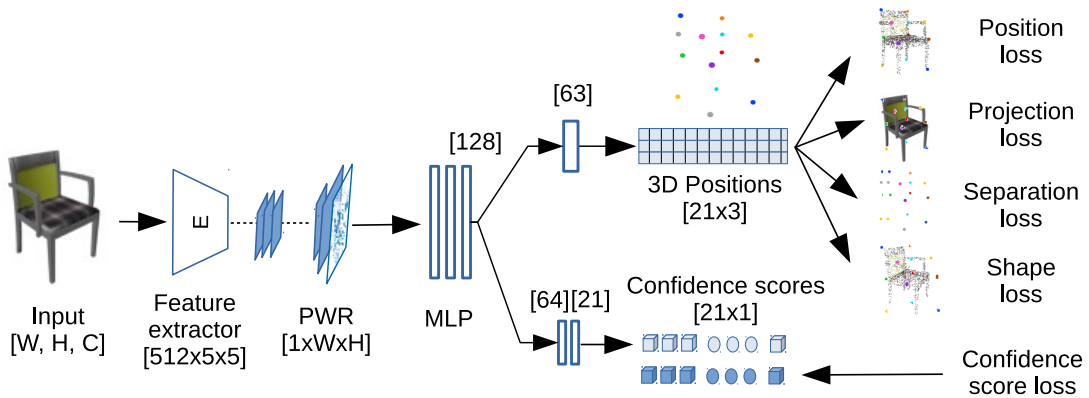 Input
[W, H, C]
E
Feature
extractor
[512x5x5]
PWR
[1xWxH]
[128]
MLP
[63]
3D Positions
[21x3]
[64][21]
Confidence scores
[21x1]
Position
loss
Projection
loss
Separation
loss
Shape
loss
Confidence
score loss